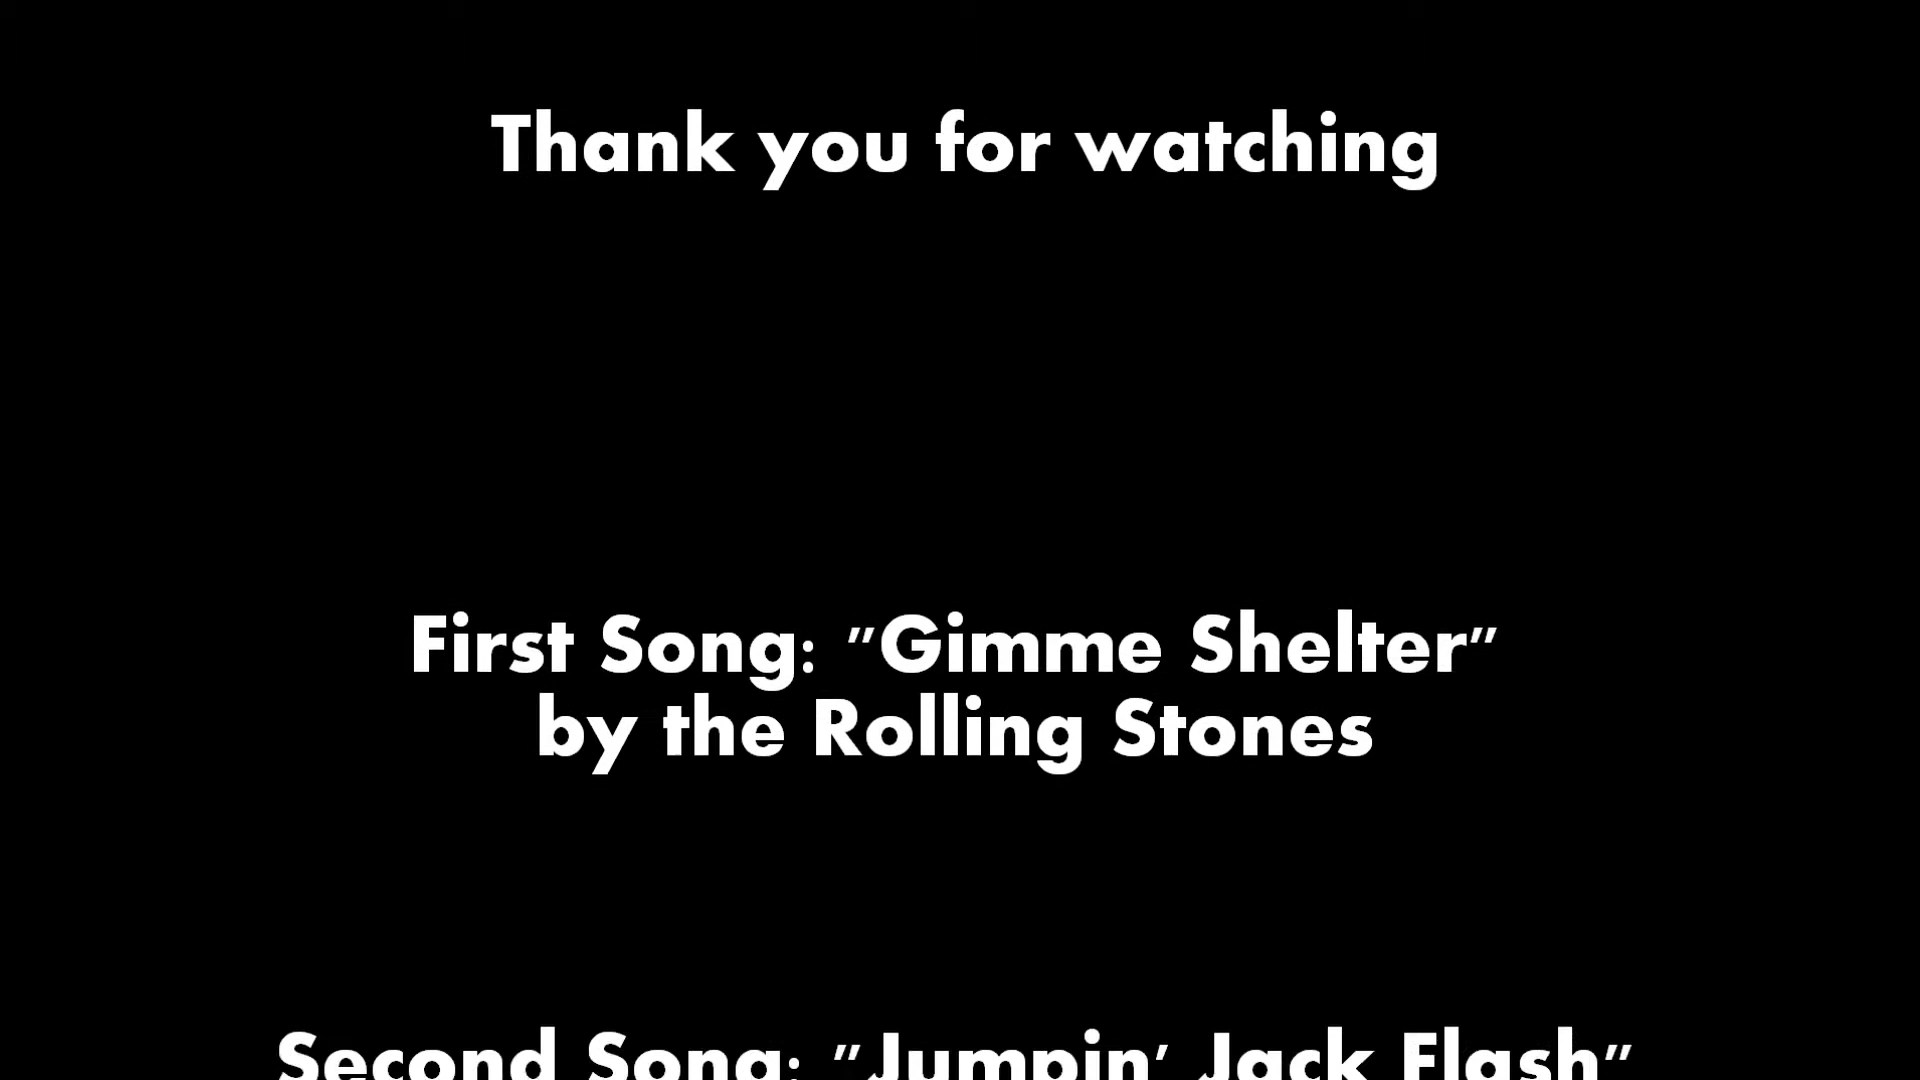 Thank you for watching
First Song: "Gimme Shelter"
by the Rolling Stones
Second Song: "Jumpin' Jack Flash"